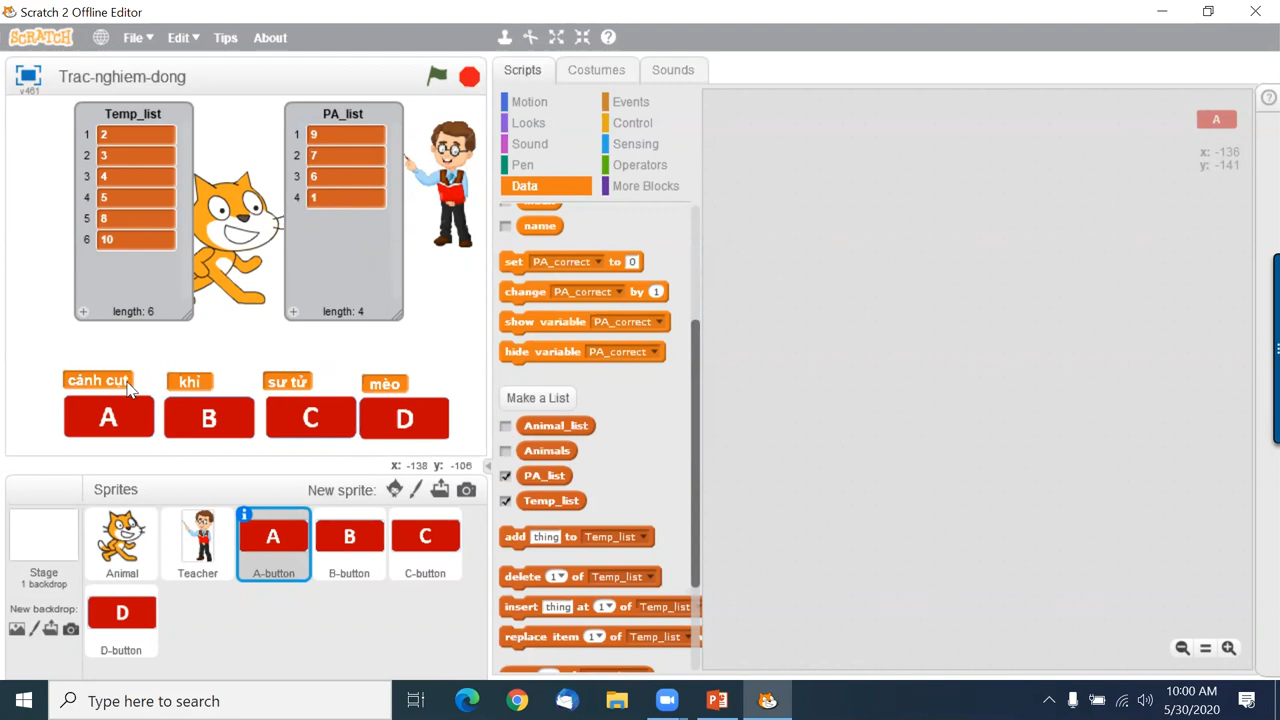 Scratch 2 Offline Editor
SCRATCH File Edit Tips About
v461
Trac-nghiem-dong
Temp_list
1 2
2 3
3 4
4 5
5 8
6 10
length: 6
PA_list
1 9
2 7
3 6
4 1
length: 4
cánh cụt khỉ sư tử mèo
A B C D
x: -138 y: -106
Sprites New sprite:
Stage
1 backdrop
New backdrop:
Animal
Teacher
A
A-button
B
B-button
C
C-button
D
D-button
Scripts Costumes Sounds
Motion Events
Looks Control
Sound Sensing
Pen Operators
Data More Blocks
name
set PA_correct to 0
change PA_correct by 1
show variable PA_correct
hide variable PA_correct
Make a List
Animal_list
Animals
PA_list
Temp_list
add thing to Temp_list
delete 1 of Temp_list
insert thing at 1 of Temp_list
replace item 1 of Temp_list
A
x: -136
y: -141
Type here to search
10:00 AM
5/30/2020